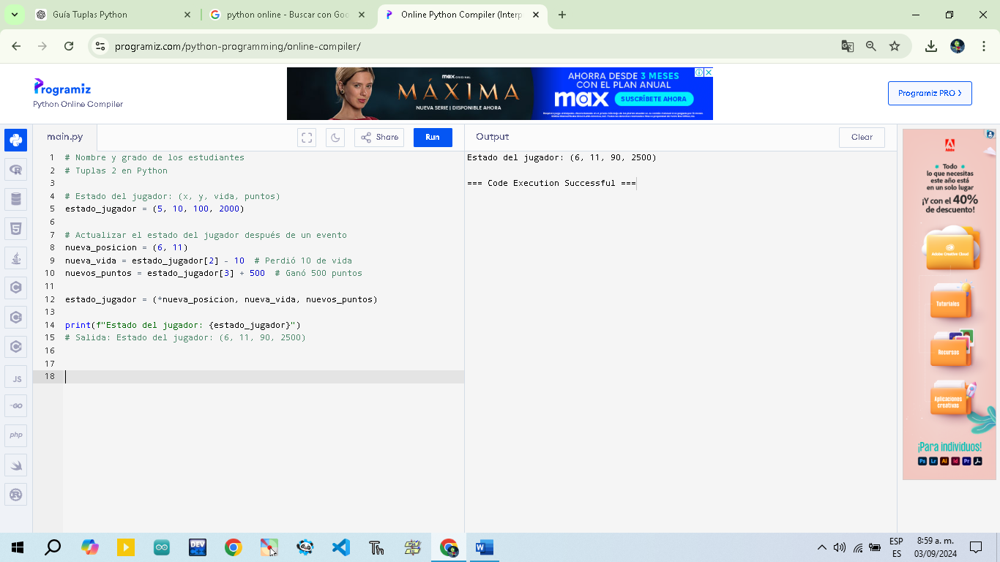 Guía Tuplas Python
python online - Buscar con Goo
Online Python Compiler (Interp
programiz.com/python-programming/online-compiler/
Programiz
Python Online Compiler
max ORIGINAL
MÁXIMA
NUEVA SERIE | DISPONIBLE AHORA
AHORRA DESDE 3 MESES
CON EL PLAN ANUAL
max SUSCRÍBETE AHORA
Programiz PRO >
main.py
Share
Run
Output
Clear
1 # Nombre y grado de los estudiantes
2 # Tuplas 2 en Python
3
4 # Estado del jugador: (x, y, vida, puntos)
5 estado_jugador = (5, 10, 100, 2000)
6
7 # Actualizar el estado del jugador después de un evento
8 nueva_posicion = (6, 11)
9 nueva_vida = estado_jugador[2] - 10  # Perdió 10 de vida
10 nuevos_puntos = estado_jugador[3] + 500  # Ganó 500 puntos
11
12 estado_jugador = (*nueva_posicion, nueva_vida, nuevos_puntos)
13
14 print(f"Estado del jugador: {estado_jugador}")
15 # Salida: Estado del jugador: (6, 11, 90, 2500)
16
17
18
Estado del jugador: (6, 11, 90, 2500)
=== Code Execution Successful ===
JS
GO
php
Adobe
Todo
lo que necesitas
este año está
en un solo lugar
¡Y con el 40%
de descuento!
Adobe Creative Cloud
Tutoriales
Recursos
Aplicaciones
creativas
¡Para individuos!
Ps Lr Ai Id Pr
DEV
C++
Th
W
ESP
ES
8:59 a. m.
03/09/2024